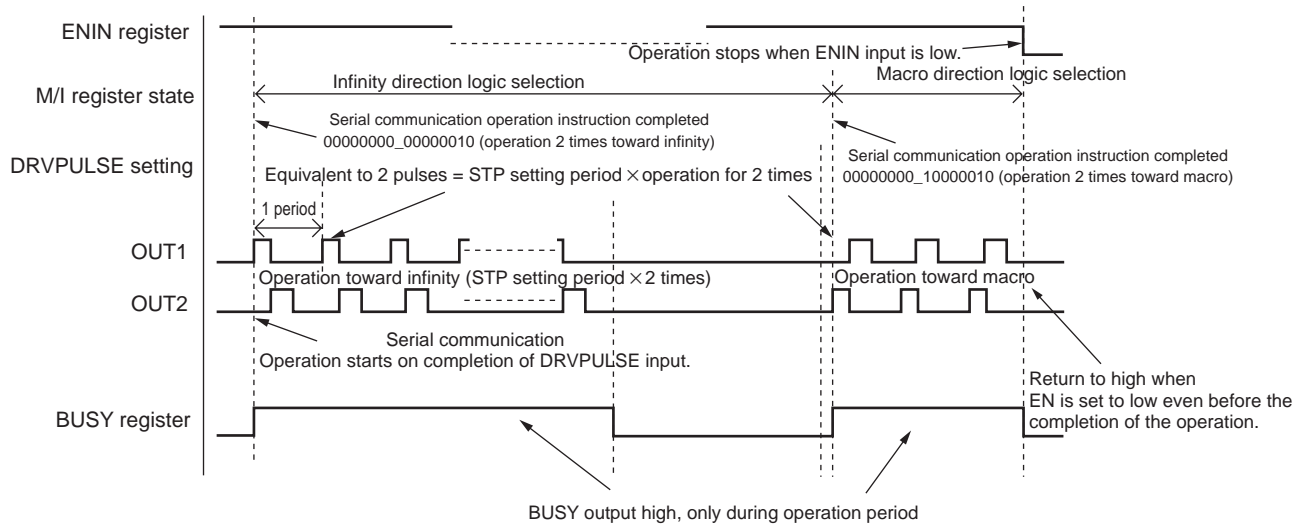 ENIN register
Operation stops when ENIN input is low.
Infinity direction logic selection
Macro direction logic selection
M/I register state
Serial communication operation instruction completed
00000000_00000010 (operation 2 times toward infinity)
Serial communication operation instruction completed
00000000_10000010 (operation 2 times toward macro)
DRVPULSE setting
Equivalent to 2 pulses = STP setting period × operation for 2 times
1 period
OUT1
Operation toward infinity (STP setting period ×2 times)
Operation toward macro
OUT2
Serial communication
Operation starts on completion of DRVPULSE input.
Return to high when
EN is set to low even before the
completion of the operation.
BUSY register
BUSY output high, only during operation period